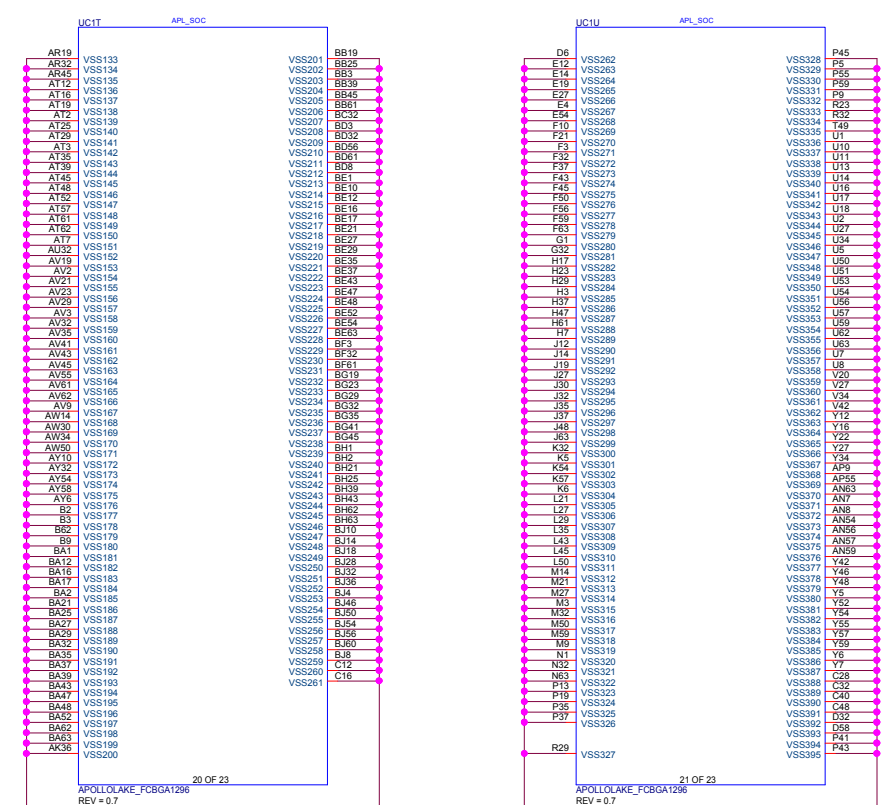 UC1T APL_SOC
AR19 VSS133 VSS201 BB19
AR32 VSS134 VSS202 BB25
AR45 VSS135 VSS203 BB3
AT12 VSS136 VSS204 BB39
AT16 VSS137 VSS205 BB45
AT19 VSS138 VSS206 BB61
AT2 VSS139 VSS207 BC32
AT25 VSS140 VSS208 BD3
AT29 VSS141 VSS209 BD32
AT3 VSS142 VSS210 BD56
AT35 VSS143 VSS211 BD61
AT39 VSS144 VSS212 BD8
AT45 VSS145 VSS213 BE1
AT48 VSS146 VSS214 BE10
AT52 VSS147 VSS215 BE12
AT57 VSS148 VSS216 BE16
AT61 VSS149 VSS217 BE17
AT62 VSS150 VSS218 BE21
AT7 VSS151 VSS219 BE27
AU32 VSS152 VSS220 BE29
AV19 VSS153 VSS221 BE35
AV2 VSS154 VSS222 BE37
AV21 VSS155 VSS223 BE43
AV23 VSS156 VSS224 BE47
AV29 VSS157 VSS225 BE48
AV3 VSS158 VSS226 BE52
AV32 VSS159 VSS227 BE54
AV35 VSS160 VSS228 BE63
AV41 VSS161 VSS229 BF3
AV43 VSS162 VSS230 BF32
AV45 VSS163 VSS231 BF61
AV55 VSS164 VSS232 BG19
AV61 VSS165 VSS233 BG23
AV62 VSS166 VSS234 BG29
AV9 VSS167 VSS235 BG32
AW14 VSS168 VSS236 BG35
AW30 VSS169 VSS237 BG41
AW34 VSS170 VSS238 BG45
AW50 VSS171 VSS239 BH1
AY10 VSS172 VSS240 BH2
AY32 VSS173 VSS241 BH21
AY54 VSS174 VSS242 BH25
AY58 VSS175 VSS243 BH39
AY6 VSS176 VSS244 BH43
B2 VSS177 VSS245 BH62
B3 VSS178 VSS246 BH63
B62 VSS179 VSS247 BJ10
B9 VSS180 VSS248 BJ14
BA1 VSS181 VSS249 BJ18
BA12 VSS182 VSS250 BJ28
BA16 VSS183 VSS251 BJ32
BA17 VSS184 VSS252 BJ36
BA2 VSS185 VSS253 BJ4
BA21 VSS186 VSS254 BJ46
BA25 VSS187 VSS255 BJ50
BA27 VSS188 VSS256 BJ54
BA29 VSS189 VSS257 BJ56
BA32 VSS190 VSS258 BJ60
BA35 VSS191 VSS259 BJ8
BA37 VSS192 VSS260 C12
BA39 VSS193 VSS261 C16
BA43 VSS194
BA47 VSS195
BA48 VSS196
BA52 VSS197
BA62 VSS198
BA63 VSS199
AK36 VSS200
20 OF 23
APOLLOLAKE_FCBGA1296
REV = 0.7
UC1U APL_SOC
D6 VSS262 VSS328 P45
E12 VSS263 VSS329 P5
E14 VSS264 VSS330 P55
E19 VSS265 VSS331 P59
E27 VSS266 VSS332 P9
E4 VSS267 VSS333 R23
E54 VSS268 VSS334 R32
F10 VSS269 VSS335 T49
F21 VSS270 VSS336 U1
F3 VSS271 VSS337 U10
F32 VSS272 VSS338 U11
F37 VSS273 VSS339 U13
F43 VSS274 VSS340 U14
F45 VSS275 VSS341 U16
F50 VSS276 VSS342 U17
F56 VSS277 VSS343 U18
F59 VSS278 VSS344 U2
F63 VSS279 VSS345 U27
G1 VSS280 VSS346 U34
G32 VSS281 VSS347 U5
H17 VSS282 VSS348 U50
H23 VSS283 VSS349 U51
H29 VSS284 VSS350 U53
H3 VSS285 VSS351 U54
H37 VSS286 VSS352 U56
H47 VSS287 VSS353 U57
H61 VSS288 VSS354 U59
H7 VSS289 VSS355 U62
J12 VSS290 VSS356 U63
J14 VSS291 VSS357 U7
J19 VSS292 VSS358 U8
J27 VSS293 VSS359 V20
J30 VSS294 VSS360 V27
J32 VSS295 VSS361 V34
J35 VSS296 VSS362 V42
J37 VSS297 VSS363 Y12
J48 VSS298 VSS364 Y16
J63 VSS299 VSS365 Y22
K32 VSS300 VSS366 Y27
K5 VSS301 VSS367 Y34
K54 VSS302 VSS368 AP9
K57 VSS303 VSS369 AP55
K6 VSS304 VSS370 AN63
L21 VSS305 VSS371 AN7
L27 VSS306 VSS372 AN8
L29 VSS307 VSS373 AN54
L35 VSS308 VSS374 AN56
L43 VSS309 VSS375 AN57
L45 VSS310 VSS376 AN59
L50 VSS311 VSS377 Y42
M14 VSS312 VSS378 Y46
M21 VSS313 VSS379 Y48
M27 VSS314 VSS380 Y5
M3 VSS315 VSS381 Y52
M32 VSS316 VSS382 Y54
M50 VSS317 VSS383 Y55
M59 VSS318 VSS384 Y57
M9 VSS319 VSS385 Y59
N1 VSS320 VSS386 Y6
N32 VSS321 VSS387 Y7
N63 VSS322 VSS388 C28
P13 VSS323 VSS389 C32
P19 VSS324 VSS390 C40
P35 VSS325 VSS391 C48
P37 VSS326 VSS392 D32
VSS393 D58
VSS394 P41
R29 VSS327 VSS395 P43
21 OF 23
APOLLOLAKE_FCBGA1296
REV = 0.7